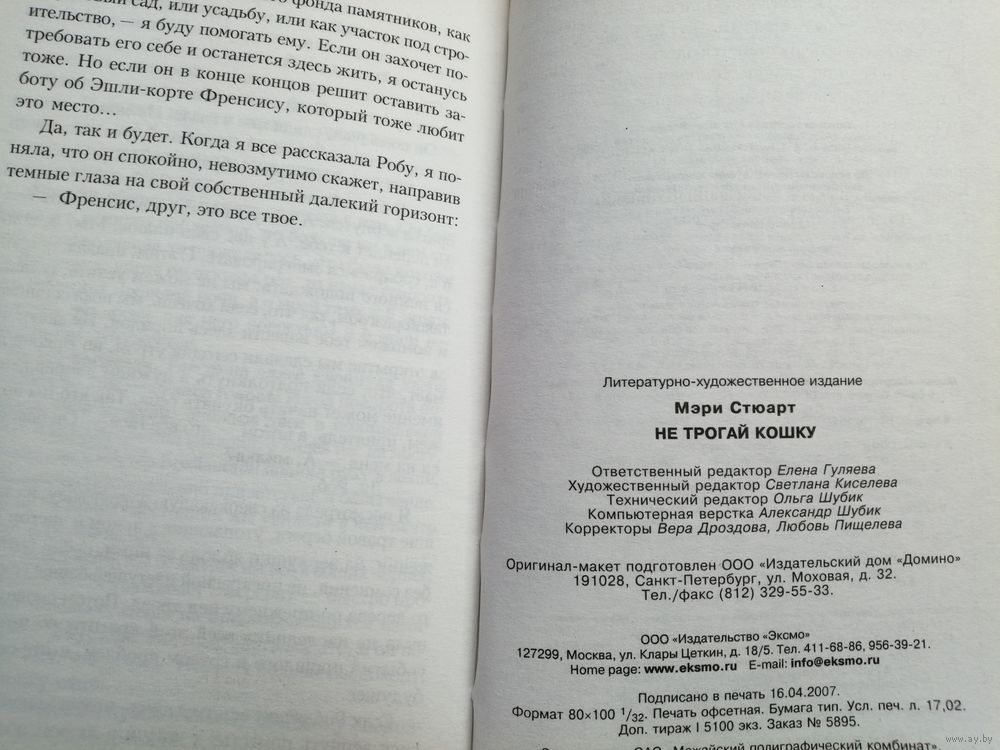 фонда памятников, как
сад, или усадьбу, или как участок под стро-
ительство, — я буду помогать ему. Если он захочет по-
требовать его себе и останется здесь жить, я останусь
тоже. Но если он в конце концов решит оставить за-
боту об Эшли-корте Френсису, который тоже любит
это место...
Да, так и будет. Когда я все рассказала Робу, я по-
няла, что он спокойно, невозмутимо скажет, направив
темные глаза на свой собственный далекий горизонт:
— Френсис, друг, это все твое.
Литературно-художественное издание
Мэри Стюарт
НЕ ТРОГАЙ КОШКУ
Ответственный редактор Елена Гуляева
Художественный редактор Светлана Киселева
Технический редактор Ольга Шубик
Компьютерная верстка Александр Шубик
Корректоры Вера Дроздова, Любовь Пищелева
Оригинал-макет подготовлен ООО «Издательский дом «Домино»
191028, Санкт-Петербург, ул. Моховая, д. 32.
Тел./факс (812) 329-55-33.
ООО «Издательство «Эксмо»
127299, Москва, ул. Клары Цеткин, д. 18/5. Тел. 411-68-86, 956-39-21.
Home page: www.eksmo.ru E-mail: info@eksmo.ru
Подписано в печать 16.04.2007.
Формат 80×100 1/32. Печать офсетная. Бумага тип. Усл. печ. л. 17,02.
Доп. тираж I 5100 экз. Заказ № 5895.
ОАО «Можайский полиграфический комбинат».
www.ay.by